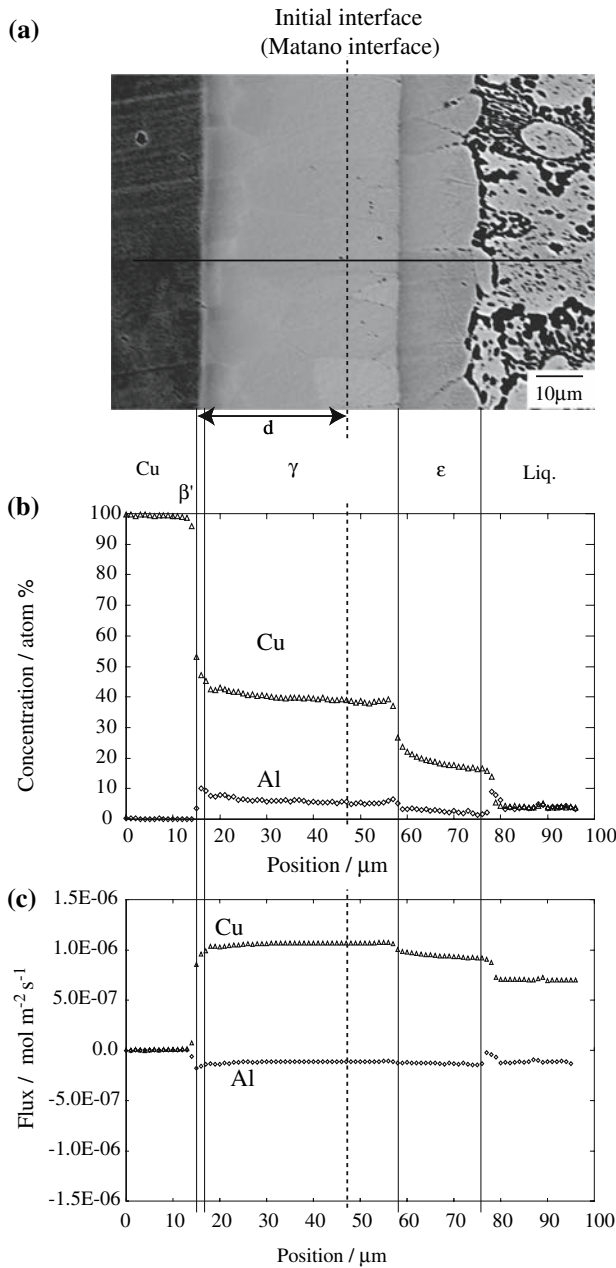 Initial interface
(Matano interface)
(a)
10μm
d
Cu
β'
γ
ε
Liq.
(b)
100
90
80
70
60
50
40
30
20
10
0
Concentration / atom %
Cu
Al
0
10
20
30
40
50
60
70
80
90
100
Position / μm
(c)
1.5E-06
1.0E-06
5.0E-07
0.0
-5.0E-07
-1.0E-06
-1.5E-06
Flux / mol m⁻² s⁻¹
Cu
Al
0
10
20
30
40
50
60
70
80
90
100
Position / μm